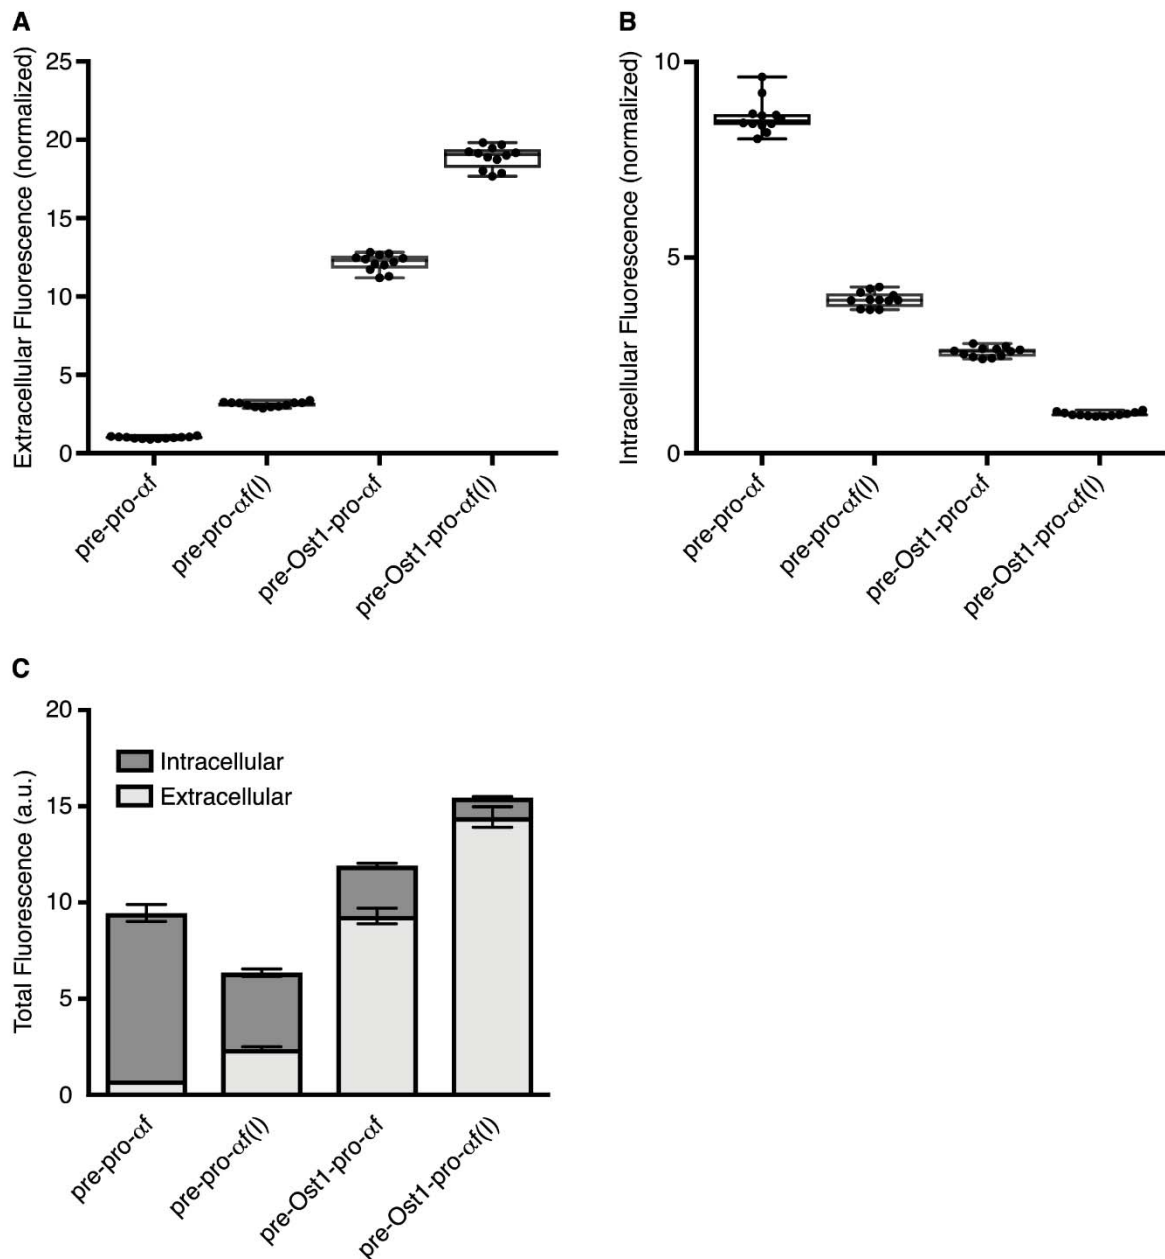 A
Extracellular Fluorescence (normalized)
25
20
15
10
5
0
pre-pro-αf
pre-pro-αf(I)
pre-Ost1-pro-αf
pre-Ost1-pro-αf(I)
B
Intracellular Fluorescence (normalized)
10
5
0
pre-pro-αf
pre-pro-αf(I)
pre-Ost1-pro-αf
pre-Ost1-pro-αf(I)
C
Total Fluorescence (a.u.)
20
15
10
5
0
Intracellular
Extracellular
pre-pro-αf
pre-pro-αf(I)
pre-Ost1-pro-αf
pre-Ost1-pro-αf(I)